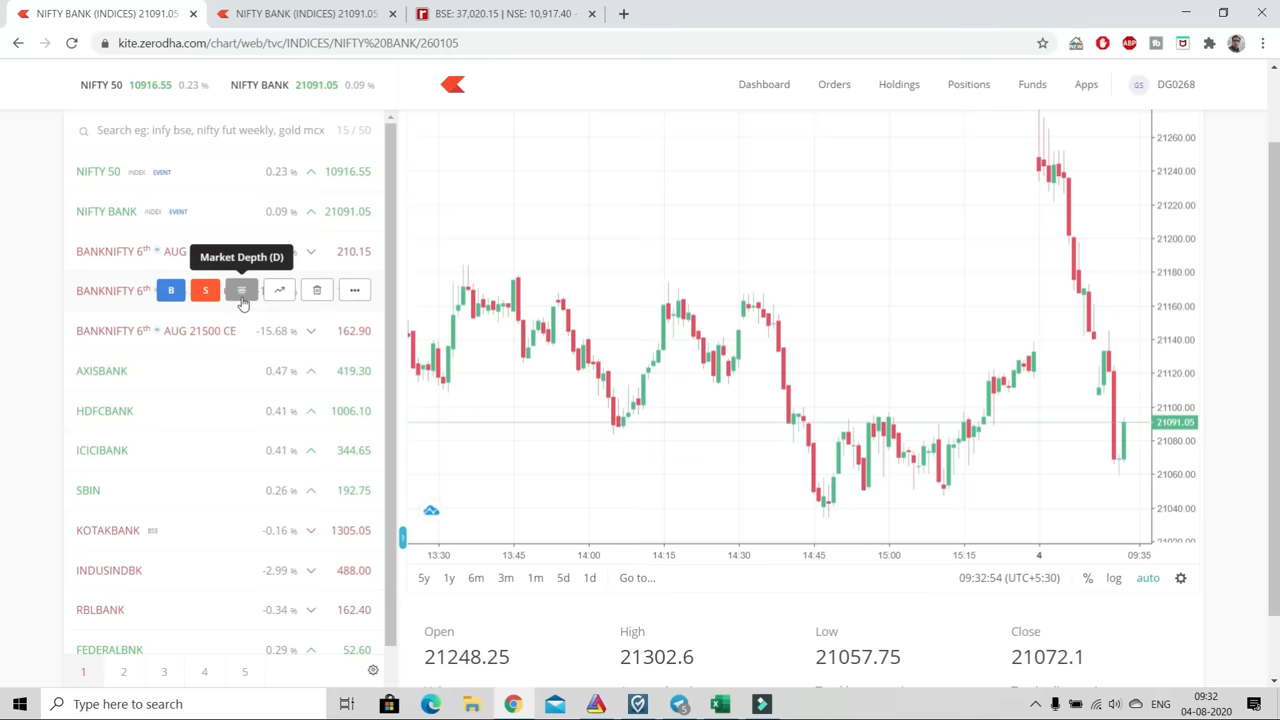 NIFTY BANK (INDICES) 21091.05
NIFTY BANK (INDICES) 21091.05
BSE: 37,020.15 | NSE: 10,917.40 -
kite.zerodha.com/chart/web/tvc/INDICES/NIFTY%20BANK/260105
NIFTY 50 10916.55 0.23 % NIFTY BANK 21091.05 0.09 %
Dashboard Orders Holdings Positions Funds Apps GS DG0268
Search eg: infy bse, nifty fut weekly, gold mcx 15 / 50
NIFTY 50 INDEX EVENT 0.23 % 10916.55
NIFTY BANK INDEX EVENT 0.09 % 21091.05
BANKNIFTY 6th AUG 210.15
Market Depth (D)
BANKNIFTY 6th B S
BANKNIFTY 6th AUG 21500 CE -15.68 % 162.90
AXISBANK 0.47 % 419.30
HDFCBANK 0.41 % 1006.10
ICICIBANK 0.41 % 344.65
SBIN 0.26 % 192.75
KOTAKBANK BSE -0.16 % 1305.05
INDUSINDBK -2.99 % 488.00
RBLBANK -0.34 % 162.40
FEDERALBNK 0.29 % 52.60
1 2 3 4 5
21260.00
21240.00
21220.00
21200.00
21180.00
21160.00
21140.00
21120.00
21100.00
21091.05
21080.00
21060.00
21040.00
21020.00
13:30 13:45 14:00 14:15 14:30 14:45 15:00 15:15 4 09:35
5y 1y 6m 3m 1m 5d 1d Go to... 09:32:54 (UTC+5:30) % log auto
Open High Low Close
21248.25 21302.6 21057.75 21072.1
Type here to search
ENG
09:32
04-08-2020